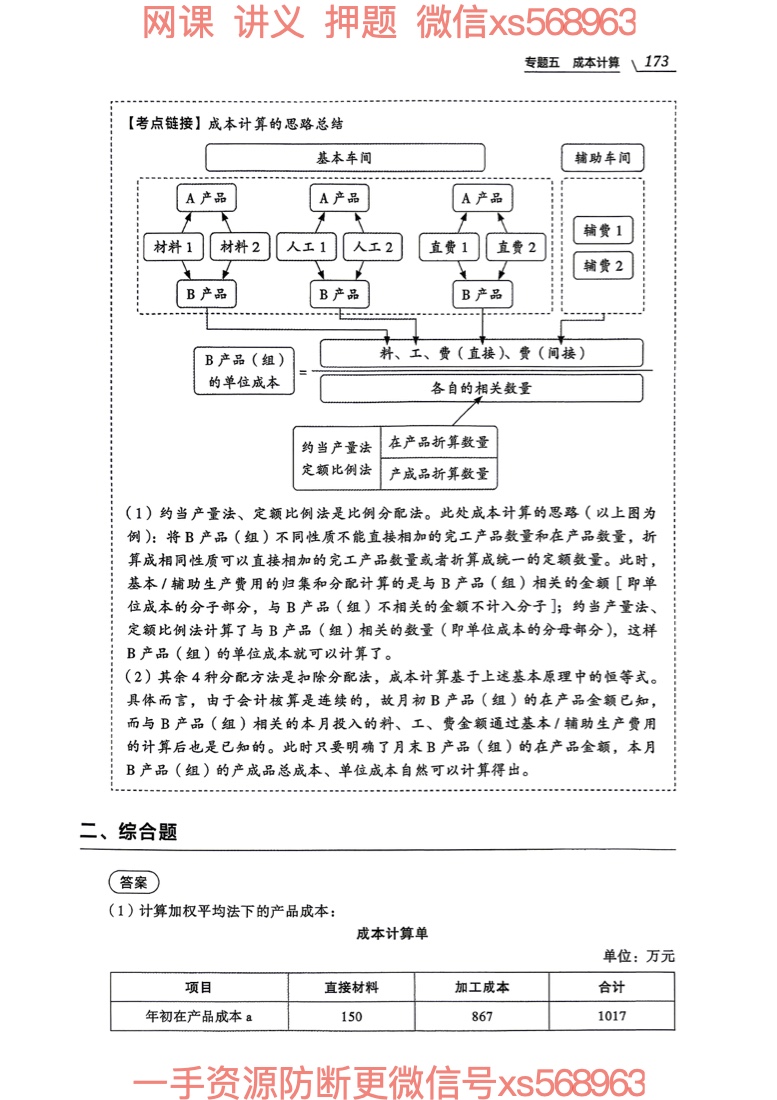 网课 讲义 押题 微信xs568963
专题五 成本计算 173
【考点链接】成本计算的思路总结
基本车间
辅助车间
A 产品
A 产品
A 产品
材料 1
材料 2
人工 1
人工 2
直费 1
直费 2
辅费 1
辅费 2
B 产品
B 产品
B 产品
B 产品（组）
的单位成本
=
料、工、费（直接）、费（间接）
各自的相关数量
约当产量法
定额比例法
在产品折算数量
产成品折算数量
（1）约当产量法、定额比例法是比例分配法。此处成本计算的思路（以上图为
例）：将 B 产品（组）不同性质不能直接相加的完工产品数量和在产品数量，折
算成相同性质可以直接相加的完工产品数量或者折算成统一的定额数量。此时，
基本 / 辅助生产费用的归集和分配计算的是与 B 产品（组）相关的金额［即单
位成本的分子部分，与 B 产品（组）不相关的金额不计入分子］；约当产量法、
定额比例法计算了与 B 产品（组）相关的数量（即单位成本的分母部分），这样
B 产品（组）的单位成本就可以计算了。
（2）其余 4 种分配方法是扣除分配法，成本计算基于上述基本原理中的恒等式。
具体而言，由于会计核算是连续的，故月初 B 产品（组）的在产品金额已知，
而与 B 产品（组）相关的本月投入的料、工、费金额通过基本 / 辅助生产费用
的计算后也是已知的。此时只要明确了月末 B 产品（组）的在产品金额，本月
B 产品（组）的产成品总成本、单位成本自然可以计算得出。
二、综合题
答案
（1）计算加权平均法下的产品成本：
成本计算单
单位：万元
项目 直接材料 加工成本 合计
年初在产品成本 a 150 867 1017
一手资源防断更微信号xs568963